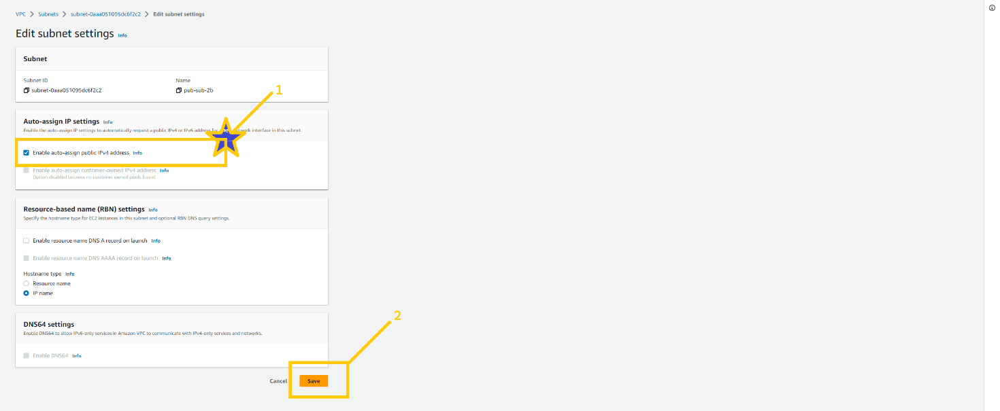 VPC > Subnets > subnet-0aaa051095dc6f2c2 > Edit subnet settings
Edit subnet settings Info
Subnet
Subnet ID
Name
subnet-0aaa051095dc6f2c2
pub-sub-2b
1
Auto-assign IP settings Info
Enable the auto-assign IP settings to automatically request a public IPv4 or IPv6 address for network interface in this subnet.
Enable auto-assign public IPv4 address Info
Enable auto-assign customer-owned IPv4 address Info
Option disabled because no customer owned pools found.
Resource-based name (RBN) settings Info
Specify the hostname type for EC2 instances in this subnet and optional RBN DNS query settings.
Enable resource name DNS A record on launch Info
Enable resource name DNS AAAA record on launch Info
Hostname type Info
Resource name
IP name
2
DNS64 settings
Enable DNS64 to allow IPv6-only services in Amazon VPC to communicate with IPv4-only services and networks.
Enable DNS64 Info
Cancel
Save